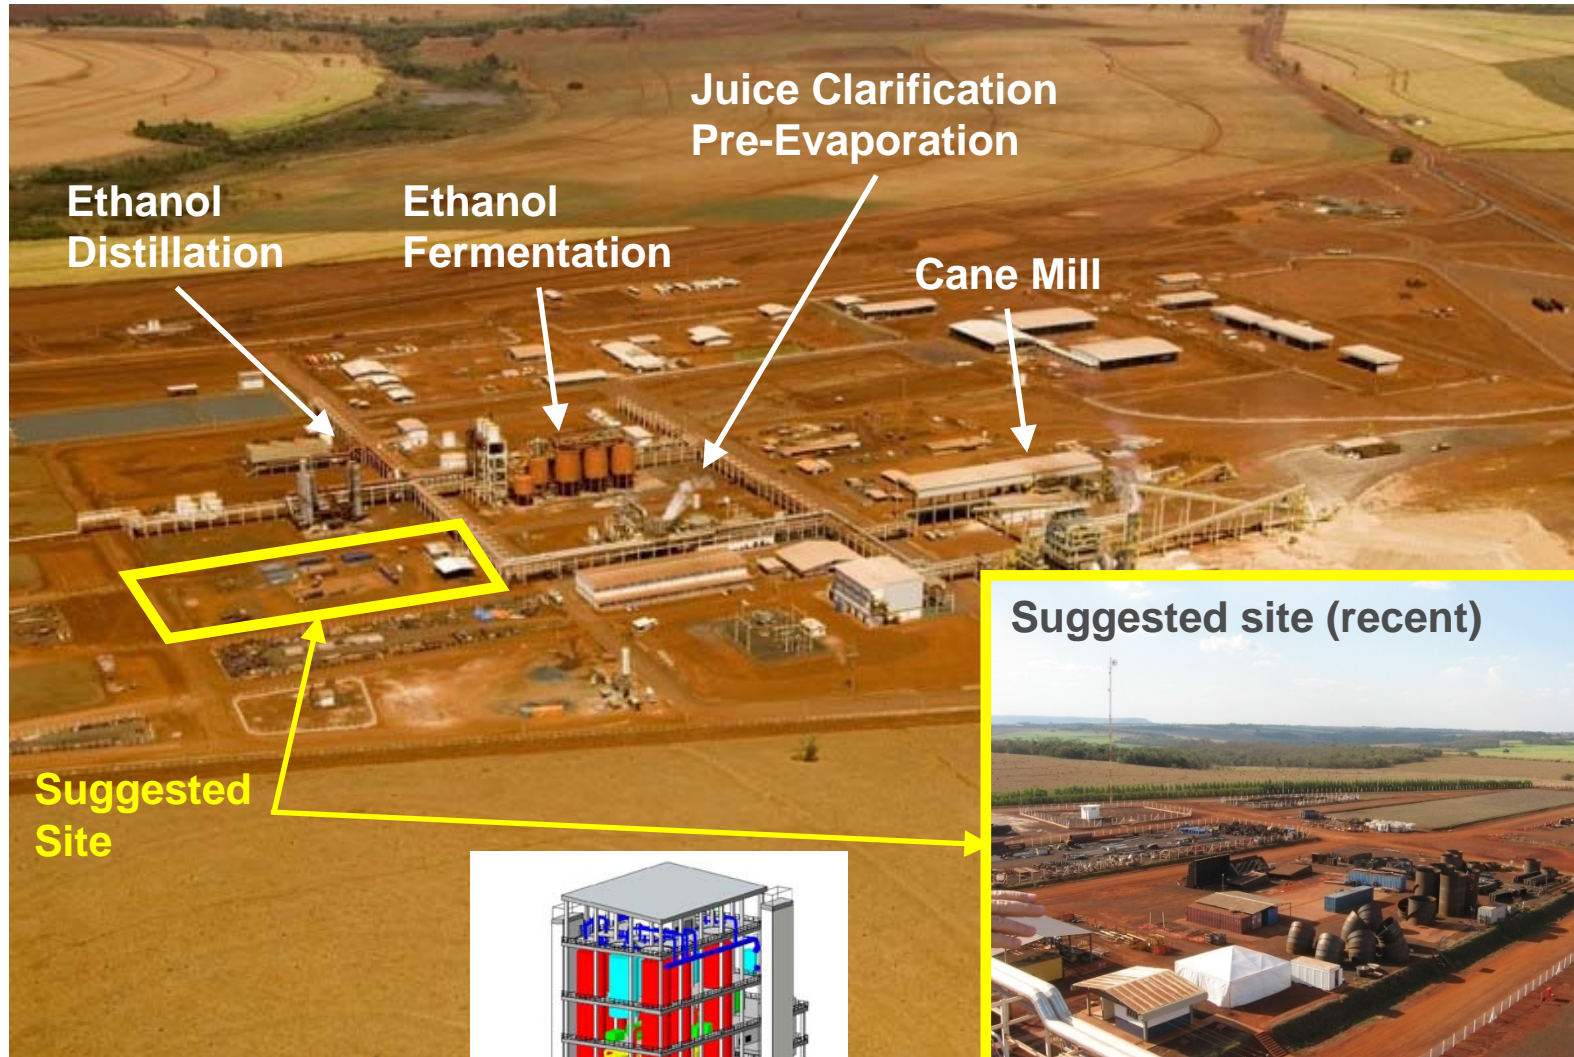 Juice Clarification
Pre-Evaporation
Ethanol
Distillation
Ethanol
Fermentation
Cane Mill
Suggested site (recent)
Suggested
Site